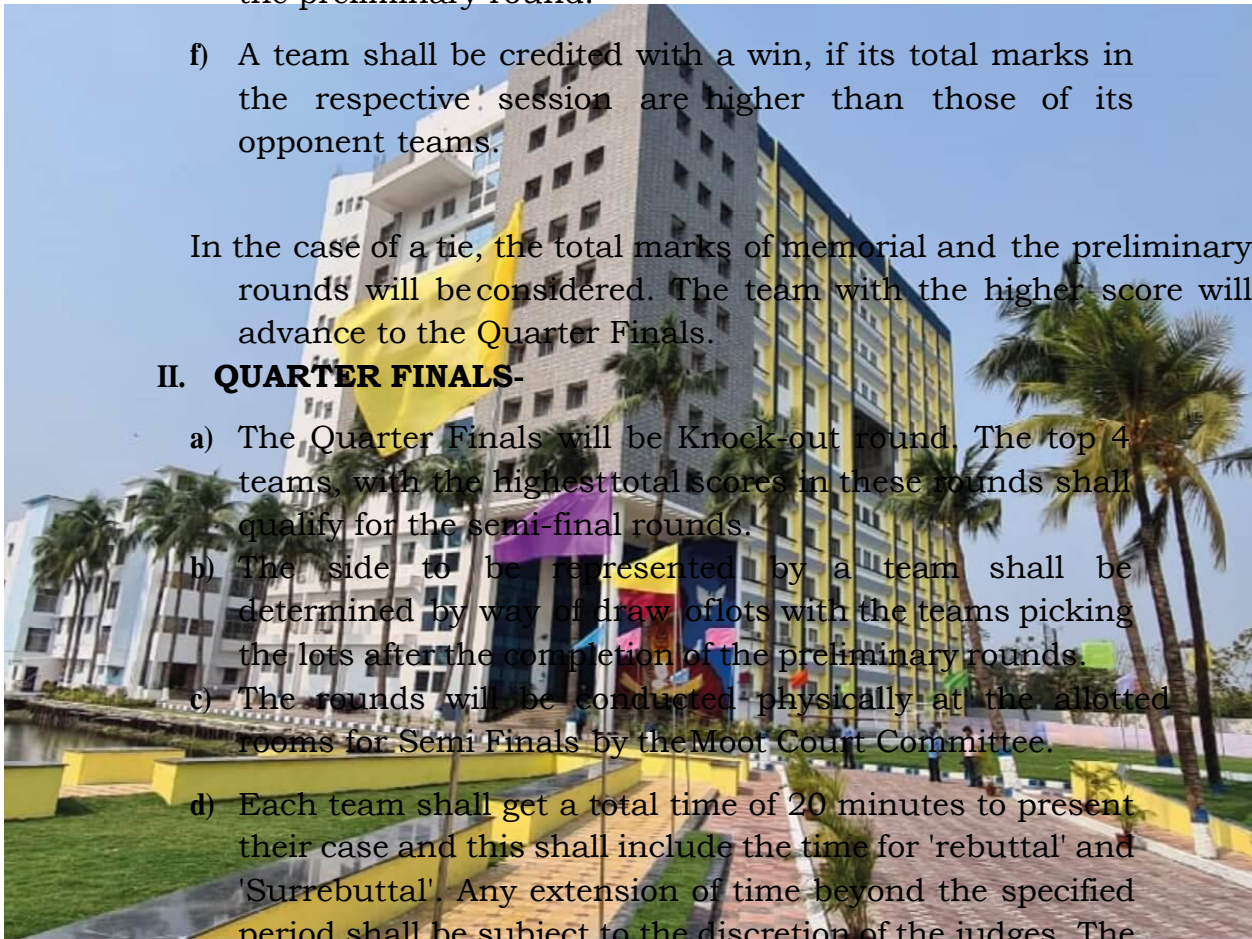 the preliminary round.
f) A team shall be credited with a win, if its total marks in
the respective session are higher than those of its
opponent teams.
In the case of a tie, the total marks of memorial and the preliminary
rounds will beconsidered. The team with the higher score will
advance to the Quarter Finals.
II. QUARTER FINALS-
a) The Quarter Finals will be Knock-out round. The top 4
teams, with the highesttotal scores in these rounds shall
qualify for the semi-final rounds.
b) The side to be represented by a team shall be
determined by way of draw oflots with the teams picking
the lots after the completion of the preliminary rounds.
c) The rounds will be conducted physically at the allotted
rooms for Semi Finals by theMoot Court Committee.
d) Each team shall get a total time of 20 minutes to present
their case and this shall include the time for 'rebuttal' and
'Surrebuttal'. Any extension of time beyond the specified
period shall be subject to the discretion of the judges. The